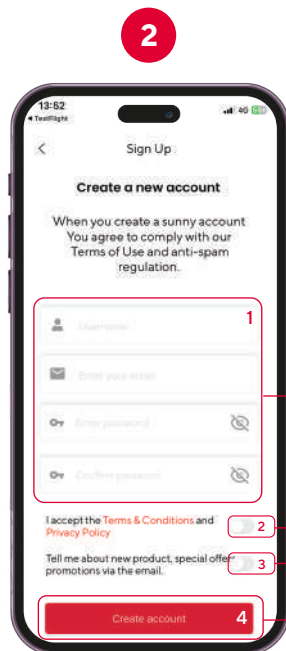 2
13:52
4G
TestFlight
Sign Up
Create a new account
When you create a sunny account
You agree to comply with our
Terms of Use and anti-spam
regulation.
1
Username
Enter your email
Enter password
Confirm password
I accept the Terms & Conditions and
Privacy Policy
2
Tell me about new product, special offer
promotions via the email.
3
Create account
4